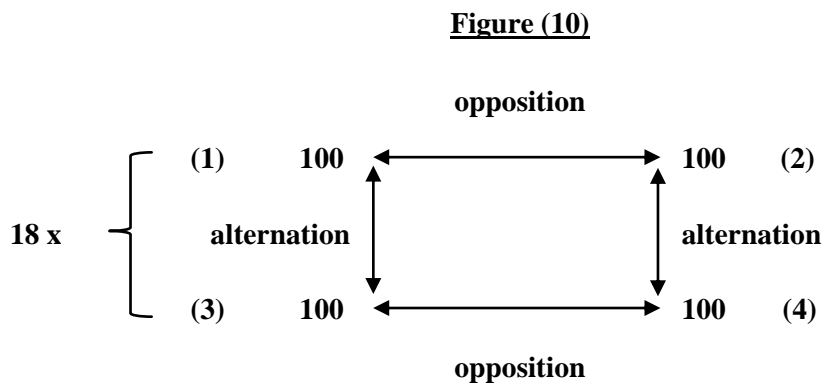 Figure (10)
opposition
(1) 100 100 (2)
18 x alternation alternation
(3) 100 100 (4)
opposition